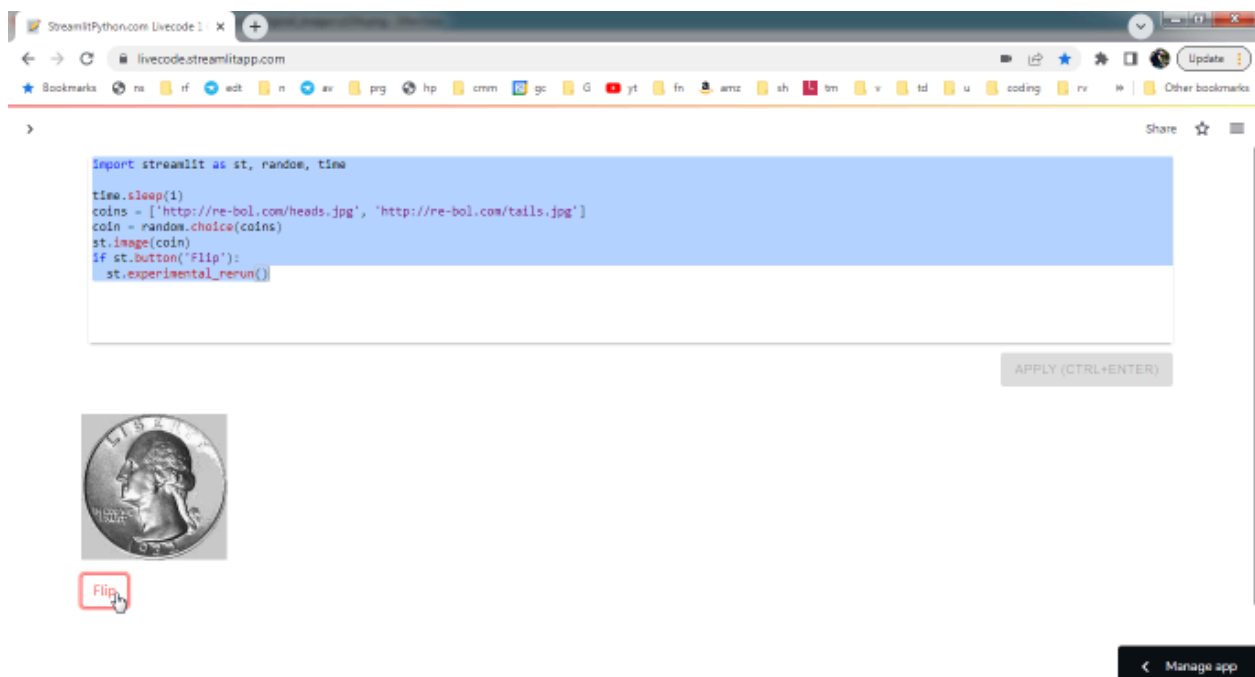 StreamlitPython.com Livecode 1
livecode.streamlitapp.com
Update
Bookmarks ns rf edt n av prg hp cmm gc G yt fn amz sh tm v td u coding rv Other bookmarks
Share
import streamlit as st, random, time
time.sleep(1)
coins = ['http://re-bol.com/heads.jpg', 'http://re-bol.com/tails.jpg']
coin = random.choice(coins)
st.image(coin)
if st.button('Flip'):
st.experimental_rerun()
APPLY (CTRL+ENTER)
LIBERTY
Flip
Manage app